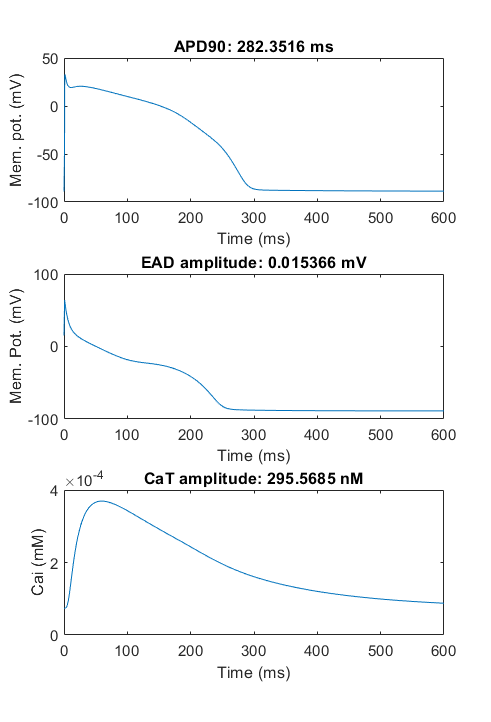 APD90: 282.3516 ms
50
0
-50
-100
Mem. pot. (mV)
0 100 200 300 400 500 600
Time (ms)
EAD amplitude: 0.015366 mV
100
0
-100
Mem. Pot. (mV)
0 100 200 300 400 500 600
Time (ms)
×10⁻⁴
CaT amplitude: 295.5685 nM
4
2
0
Cai (mM)
0 100 200 300 400 500 600
Time (ms)